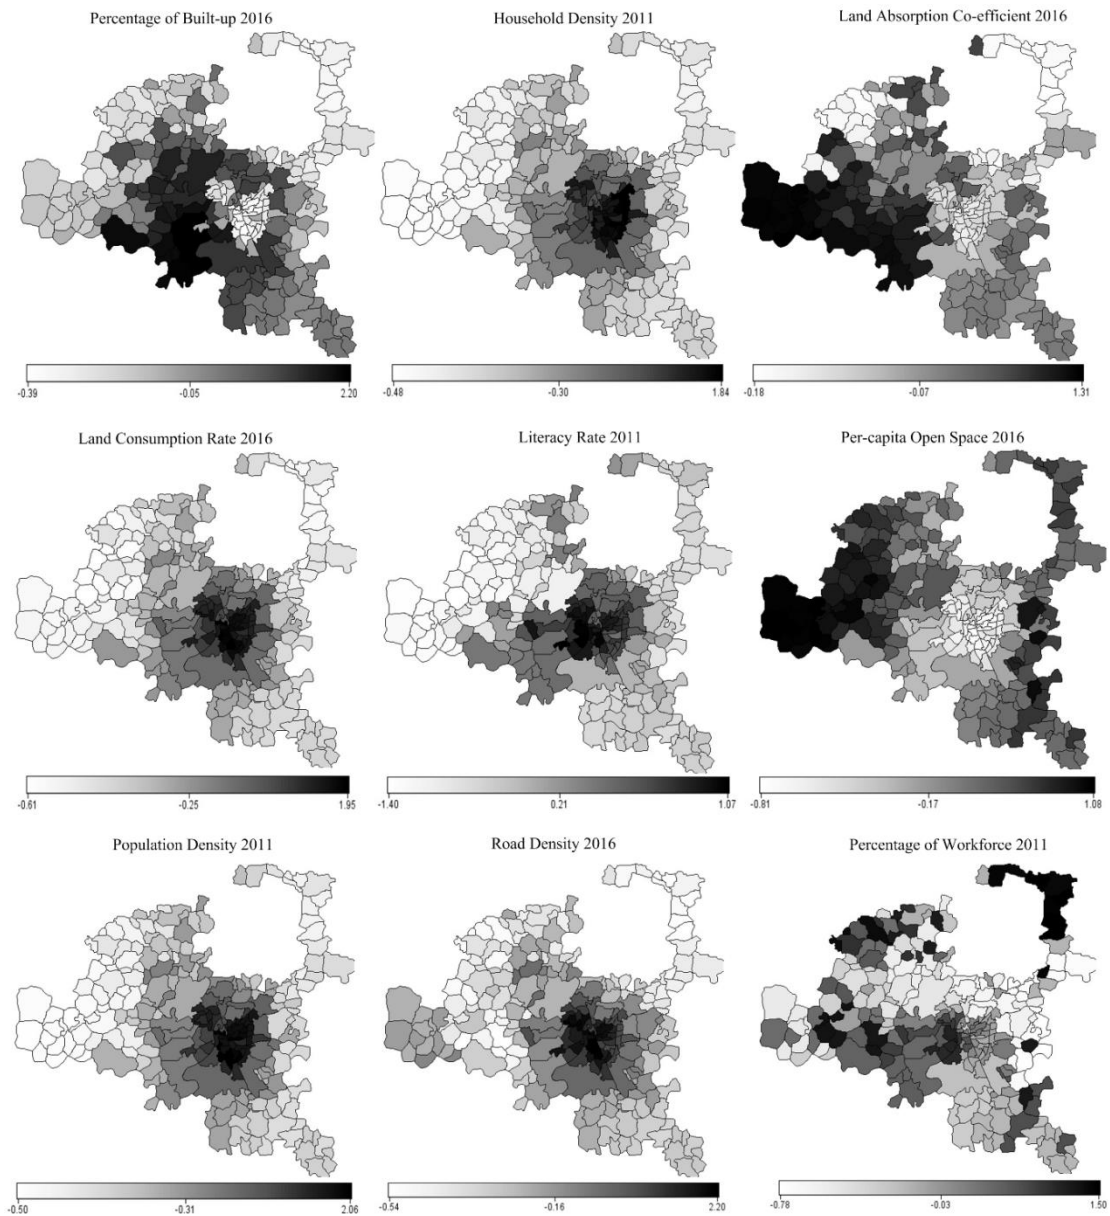 Percentage of Built-up 2016
Household Density 2011
Land Absorption Co-efficient 2016
-0.39 -0.05 2.20
-0.48 -0.30 1.84
-0.18 -0.07 1.31
Land Consumption Rate 2016
Literacy Rate 2011
Per-capita Open Space 2016
-0.61 -0.25 1.95
-1.40 0.21 1.07
-0.81 -0.17 1.08
Population Density 2011
Road Density 2016
Percentage of Workforce 2011
-0.50 -0.31 2.06
-0.54 -0.16 2.20
-0.78 -0.03 1.50